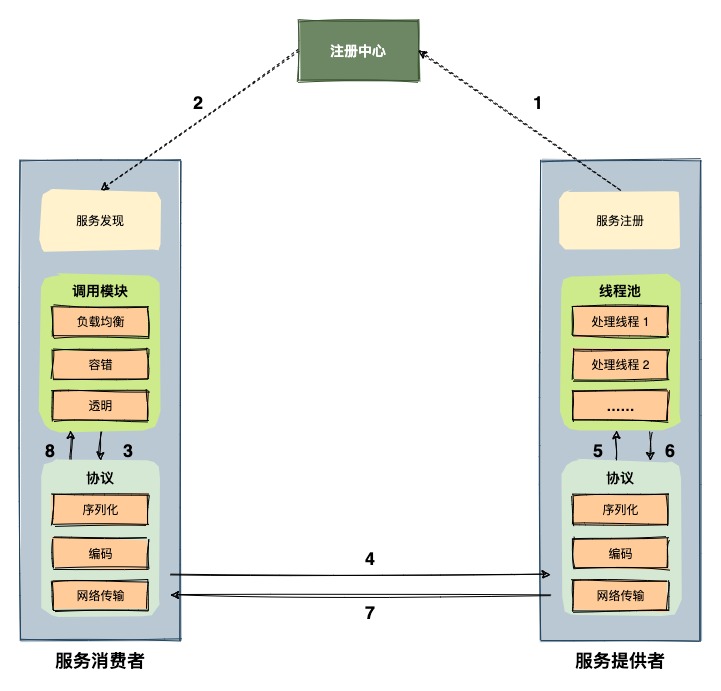 注册中心
2
1
服务发现
调用模块
负载均衡
容错
透明
8
3
协议
序列化
编码
网络传输
服务消费者
4
7
服务注册
线程池
处理线程 1
处理线程 2
......
5
6
协议
序列化
编码
网络传输
服务提供者